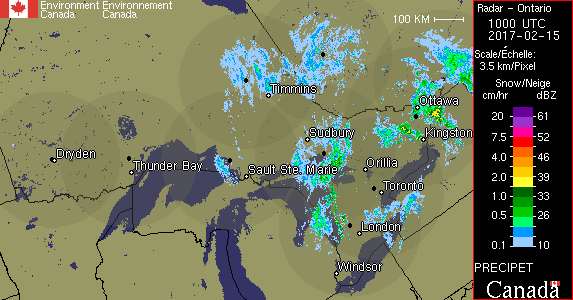 Environment Environnement
Canada Canada
100 KM
Timmins
Ottawa
Sudbury
Kingston
Dryden
Thunder Bay
Sault Ste. Marie
Orillia
Toronto
London
Windsor
Radar - Ontario
1000 UTC
2017-02-15
Scale/Échelle:
3.5 km/Pixel
Snow/Neige
cm/hr dBZ
20 61
7.5 52
4.0 46
2.0 39
1.0 33
0.5 26
0.1 10
PRECIPET
Canada